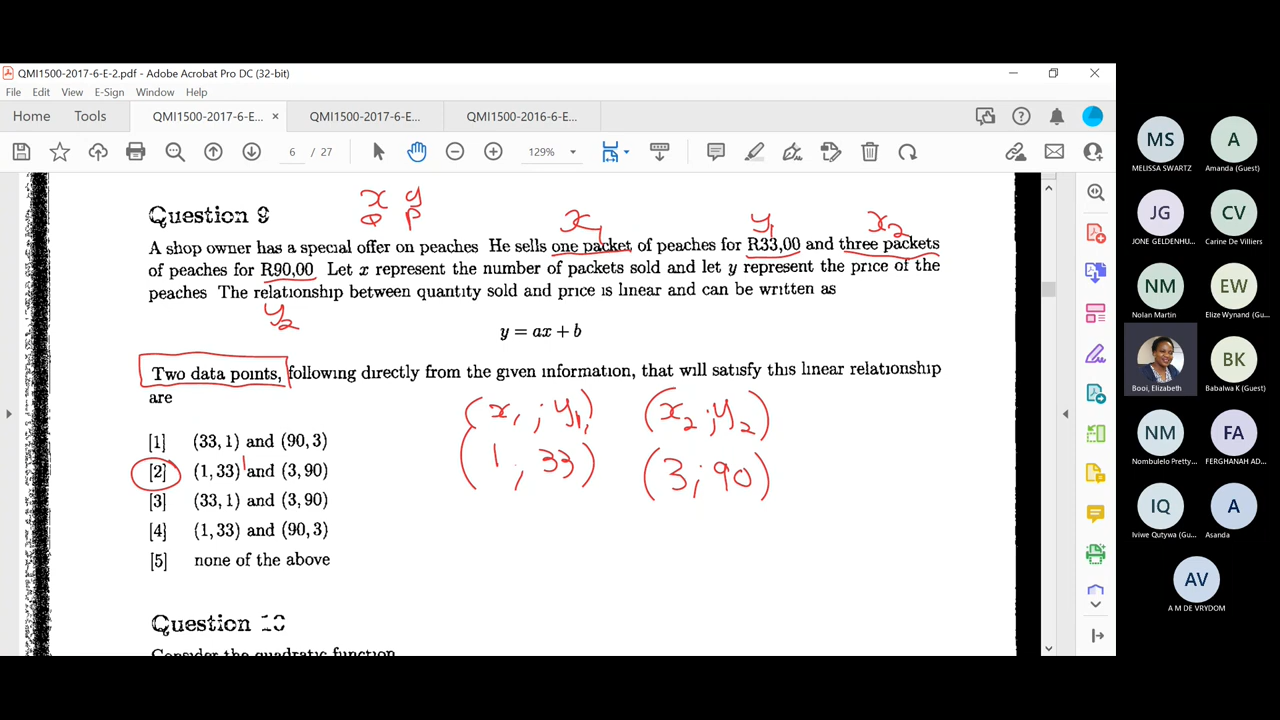 QMI1500-2017-6-E-2.pdf - Adobe Acrobat Pro DC (32-bit)
File Edit View E-Sign Window Help
Home Tools QMI1500-2017-6-E... × QMI1500-2017-6-E... QMI1500-2016-6-E...
6 / 27 129%
x y
Q P
x1 y1 x2
Question 9
A shop owner has a special offer on peaches He sells one packet of peaches for R33,00 and three packets
of peaches for R90,00 Let x represent the number of packets sold and let y represent the price of the
peaches The relationship between quantity sold and price is linear and can be written as
y2
y = ax + b
Two data points, following directly from the given information, that will satisfy this linear relationship
are
(x1 ; y1) (x2 ; y2)
[1] (33, 1) and (90, 3)
(1 ; 33) (3 ; 90)
[2] (1, 33) and (3, 90)
[3] (33, 1) and (3, 90)
[4] (1, 33) and (90, 3)
[5] none of the above
Question 10
Consider the quadratic function
MS
MELISSA SWARTZ
A
Amanda (Guest)
JG
JONE GELDENHU...
CV
Carine De Villiers
NM
Nolan Martin
EW
Elize Wynand (Gu...
Booi, Elizabeth
BK
Babalwa K (Guest)
NM
Nombulelo Pretty...
FA
FERGHANAH AD...
IQ
Iviwe Qutywa (Gu...
A
Asanda
AV
A M DE VRYDOM